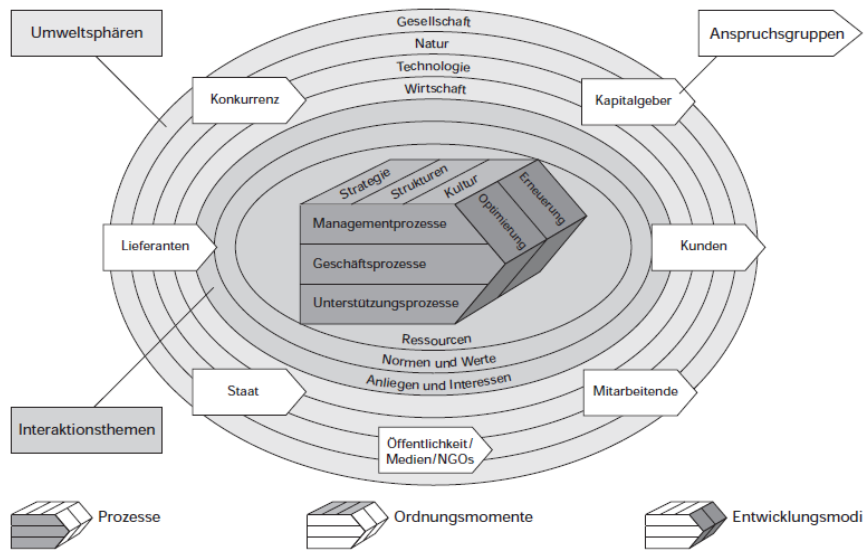 Umweltsphären
Gesellschaft
Anspruchsgruppen
Natur
Technologie
Wirtschaft
Konkurrenz
Kapitalgeber
Strategie
Strukturen
Kultur
Optimierung
Erneuerung
Managementprozesse
Geschäftsprozesse
Unterstützungsprozesse
Lieferanten
Kunden
Ressourcen
Normen und Werte
Anliegen und Interessen
Staat
Mitarbeitende
Interaktionsthemen
Öffentlichkeit/
Medien/NGOs
Prozesse
Ordnungsmomente
Entwicklungsmodi